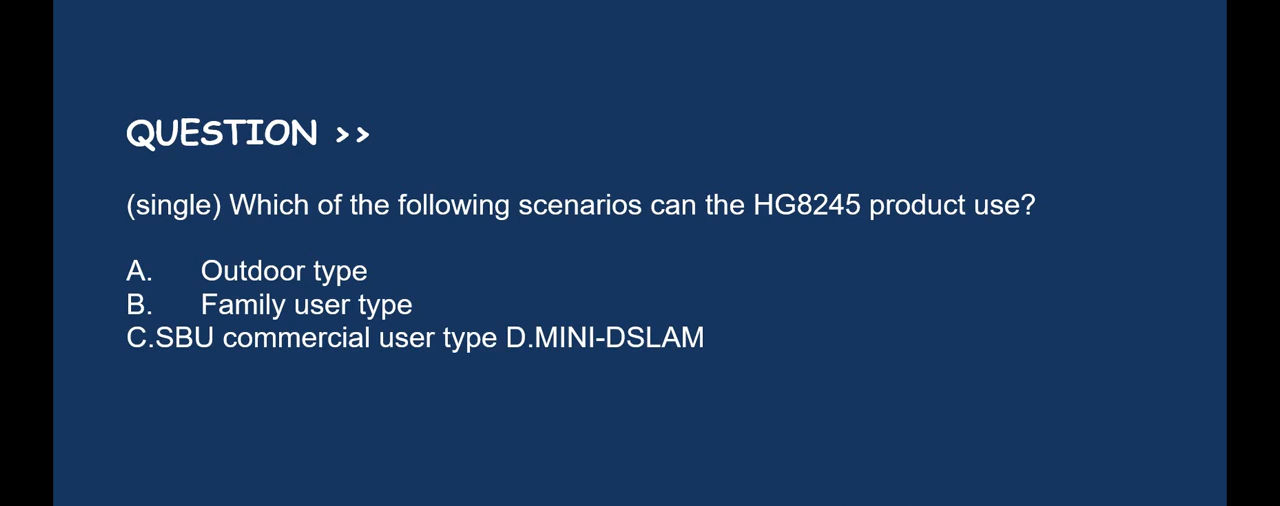 QUESTION >>
(single) Which of the following scenarios can the HG8245 product use?
A. Outdoor type
B. Family user type
C.SBU commercial user type D.MINI-DSLAM